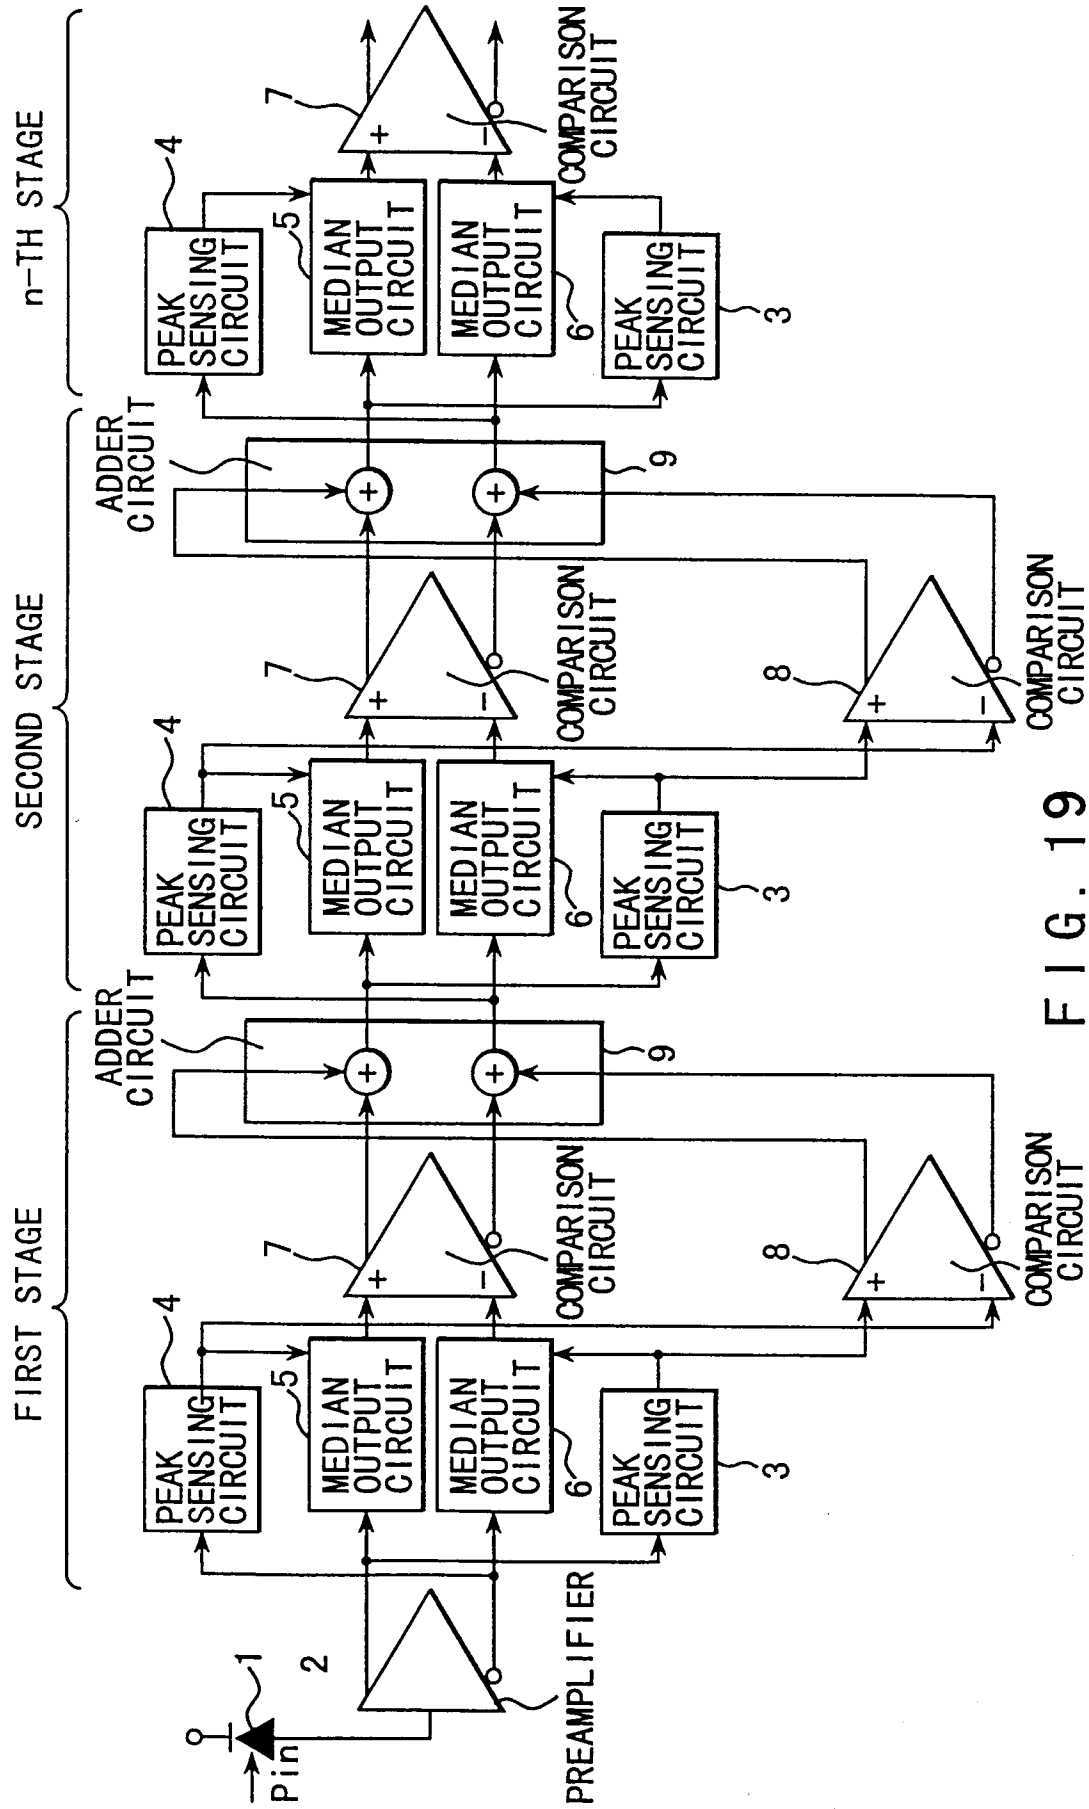 FIRST STAGE
SECOND STAGE
n-TH STAGE
Pin
1
2
PREAMPLIFIER
PEAK
SENSING
CIRCUIT
4
MEDIAN
OUTPUT
CIRCUIT
5
MEDIAN
OUTPUT
CIRCUIT
6
PEAK
SENSING
CIRCUIT
3
+
−
7
COMPARISON
CIRCUIT
+
−
8
COMPARISON
CIRCUIT
ADDER
CIRCUIT
+
+
9
PEAK
SENSING
CIRCUIT
4
MEDIAN
OUTPUT
CIRCUIT
5
MEDIAN
OUTPUT
CIRCUIT
6
PEAK
SENSING
CIRCUIT
3
+
−
7
COMPARISON
CIRCUIT
+
−
8
COMPARISON
CIRCUIT
ADDER
CIRCUIT
+
+
9
PEAK
SENSING
CIRCUIT
4
MEDIAN
OUTPUT
CIRCUIT
5
MEDIAN
OUTPUT
CIRCUIT
6
PEAK
SENSING
CIRCUIT
3
+
−
7
COMPARISON
CIRCUIT
FIG. 19